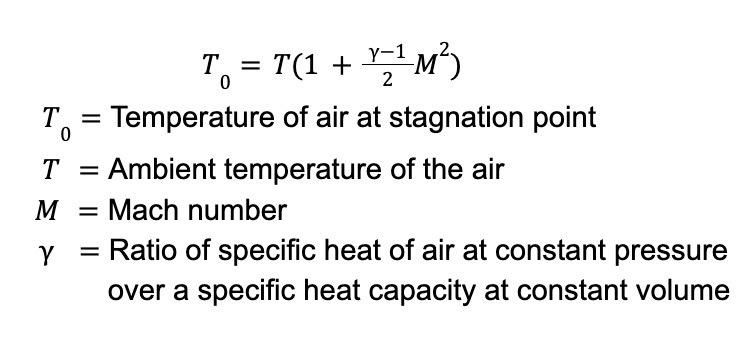 T₀ = T(1 + γ−1/2 M²)
T₀ = Temperature of air at stagnation point
T = Ambient temperature of the air
M = Mach number
γ = Ratio of specific heat of air at constant pressure
over a specific heat capacity at constant volume